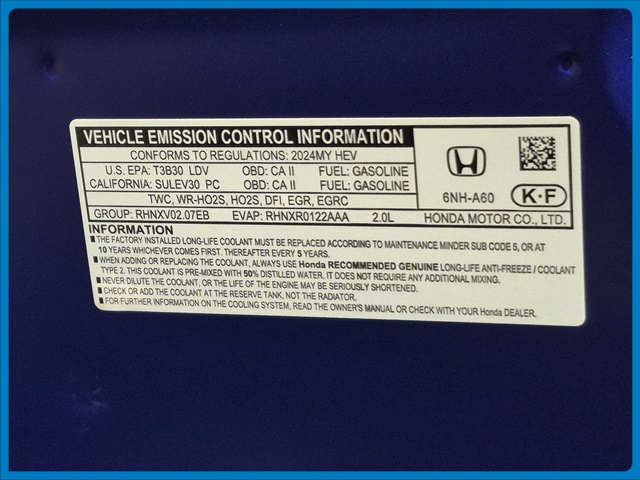 VEHICLE EMISSION CONTROL INFORMATION
CONFORMS TO REGULATIONS: 2024MY HEV
U.S. EPA: T3B30 LDV OBD: CA II FUEL: GASOLINE
CALIFORNIA: SULEV30 PC OBD: CA II FUEL: GASOLINE
TWC, WR-HO2S, HO2S, DFI, EGR, EGRC
GROUP: RHNXV02.07EB EVAP: RHNXR0122AAA 2.0L
6NH-A60 K·F
HONDA MOTOR CO., LTD.
INFORMATION
■ THE FACTORY INSTALLED LONG-LIFE COOLANT MUST BE REPLACED ACCORDING TO MAINTENANCE MINDER SUB CODE 5, OR AT
10 YEARS WHICHEVER COMES FIRST. THEREAFTER EVERY 5 YEARS.
■ WHEN ADDING OR REPLACING THE COOLANT, ALWAYS USE Honda RECOMMENDED GENUINE LONG-LIFE ANTI-FREEZE / COOLANT
TYPE 2. THIS COOLANT IS PRE-MIXED WITH 50% DISTILLED WATER. IT DOES NOT REQUIRE ANY ADDITIONAL MIXING.
■ NEVER DILUTE THE COOLANT, OR THE LIFE OF THE ENGINE MAY BE SERIOUSLY SHORTENED.
■ CHECK OR ADD THE COOLANT AT THE RESERVE TANK, NOT THE RADIATOR.
■ FOR FURTHER INFORMATION ON THE COOLING SYSTEM, READ THE OWNER'S MANUAL OR CHECK WITH YOUR Honda DEALER.